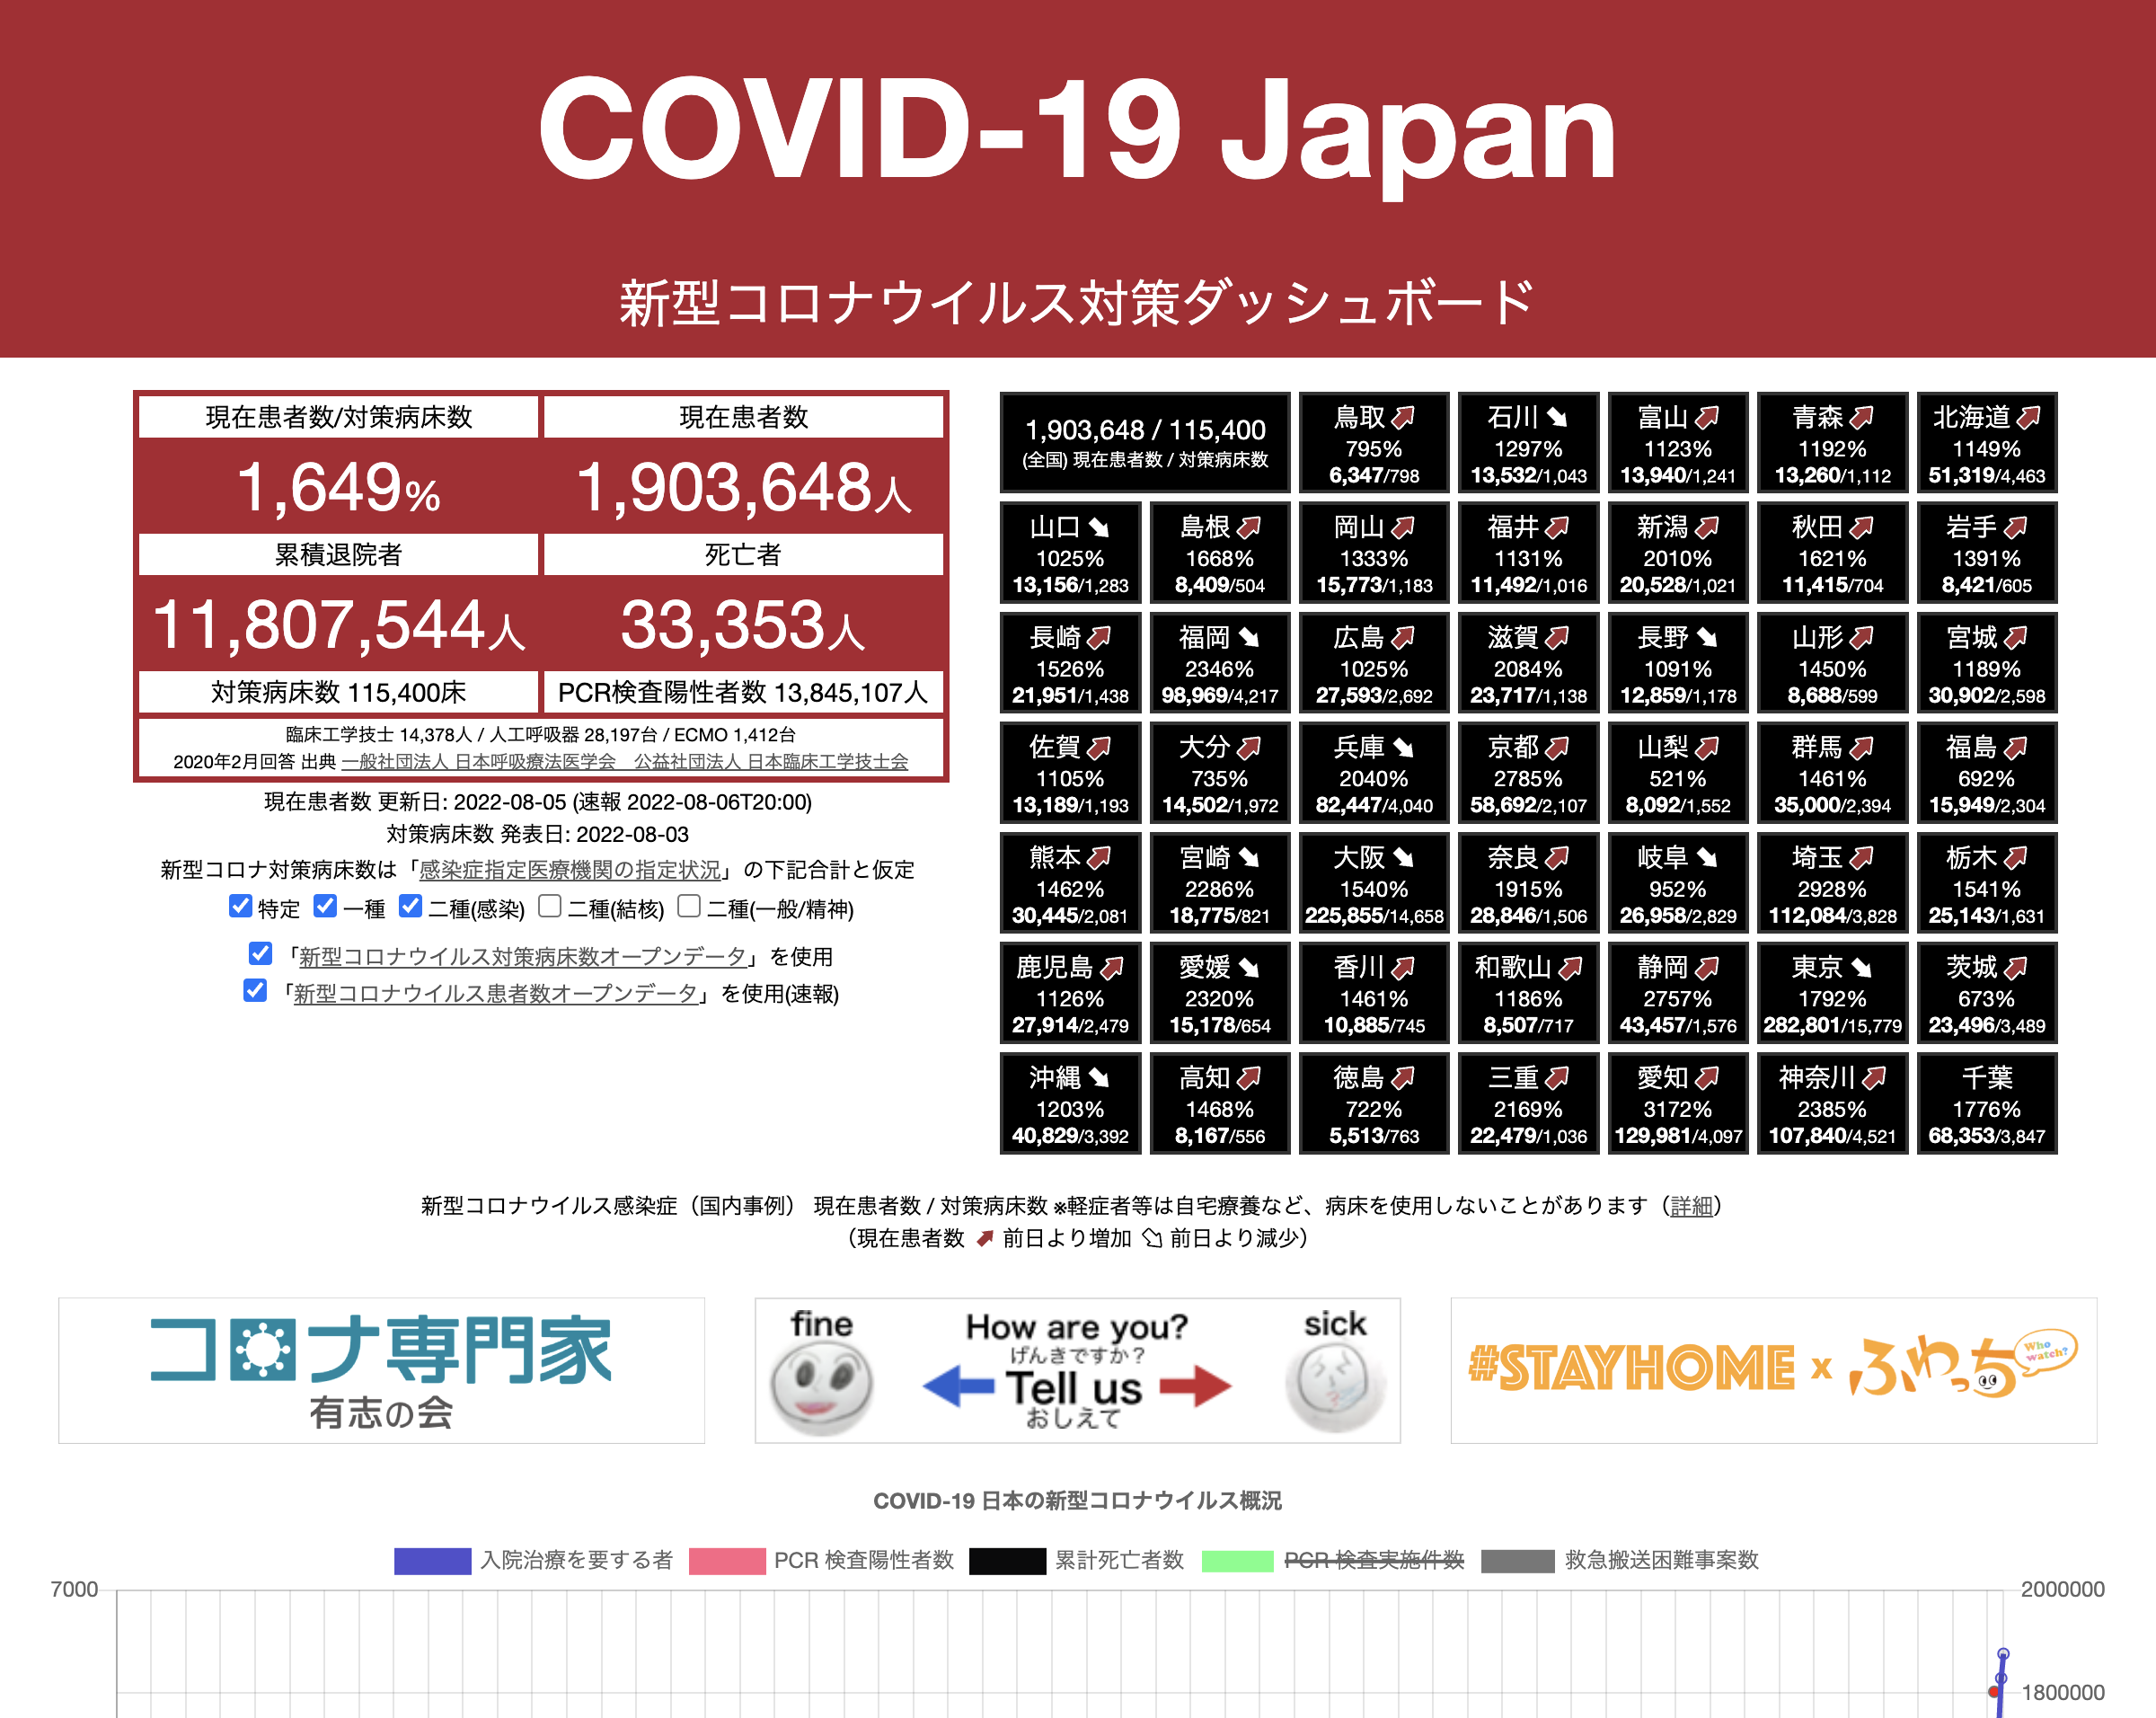 COVID-19 Japan
新型コロナウイルス対策ダッシュボード
現在患者数/対策病床数
現在患者数
1,649%
1,903,648人
累積退院者
死亡者
11,807,544人
33,353人
対策病床数 115,400床
PCR検査陽性者数 13,845,107人
臨床工学技士 14,378人 / 人工呼吸器 28,197台 / ECMO 1,412台
2020年2月回答 出典 一般社団法人 日本呼吸療法医学会　公益社団法人 日本臨床工学技士会
現在患者数 更新日: 2022-08-05 (速報 2022-08-06T20:00)
対策病床数 発表日: 2022-08-03
新型コロナ対策病床数は「感染症指定医療機関の指定状況」の下記合計と仮定
特定 一種 二種(感染) 二種(結核) 二種(一般/精神)
「新型コロナウイルス対策病床数オープンデータ」を使用
「新型コロナウイルス患者数オープンデータ」を使用(速報)
1,903,648 / 115,400
(全国) 現在患者数 / 対策病床数
鳥取
795%
6,347/798
石川
1297%
13,532/1,043
富山
1123%
13,940/1,241
青森
1192%
13,260/1,112
北海道
1149%
51,319/4,463
山口
1025%
13,156/1,283
島根
1668%
8,409/504
岡山
1333%
15,773/1,183
福井
1131%
11,492/1,016
新潟
2010%
20,528/1,021
秋田
1621%
11,415/704
岩手
1391%
8,421/605
長崎
1526%
21,951/1,438
福岡
2346%
98,969/4,217
広島
1025%
27,593/2,692
滋賀
2084%
23,717/1,138
長野
1091%
12,859/1,178
山形
1450%
8,688/599
宮城
1189%
30,902/2,598
佐賀
1105%
13,189/1,193
大分
735%
14,502/1,972
兵庫
2040%
82,447/4,040
京都
2785%
58,692/2,107
山梨
521%
8,092/1,552
群馬
1461%
35,000/2,394
福島
692%
15,949/2,304
熊本
1462%
30,445/2,081
宮崎
2286%
18,775/821
大阪
1540%
225,855/14,658
奈良
1915%
28,846/1,506
岐阜
952%
26,958/2,829
埼玉
2928%
112,084/3,828
栃木
1541%
25,143/1,631
鹿児島
1126%
27,914/2,479
愛媛
2320%
15,178/654
香川
1461%
10,885/745
和歌山
1186%
8,507/717
静岡
2757%
43,457/1,576
東京
1792%
282,801/15,779
茨城
673%
23,496/3,489
沖縄
1203%
40,829/3,392
高知
1468%
8,167/556
徳島
722%
5,513/763
三重
2169%
22,479/1,036
愛知
3172%
129,981/4,097
神奈川
2385%
107,840/4,521
千葉
1776%
68,353/3,847
新型コロナウイルス感染症（国内事例） 現在患者数 / 対策病床数 ※軽症者等は自宅療養など、病床を使用しないことがあります（詳細）
（現在患者数 前日より増加 前日より減少）
コロナ専門家
有志の会
fine
How are you?
げんきですか？
Tell us
おしえて
sick
#STAYHOME x ふわっち
Who watch?
COVID-19 日本の新型コロナウイルス概況
入院治療を要する者 PCR 検査陽性者数 累計死亡者数 PCR 検査実施件数 救急搬送困難事案数
7000
2000000
1800000